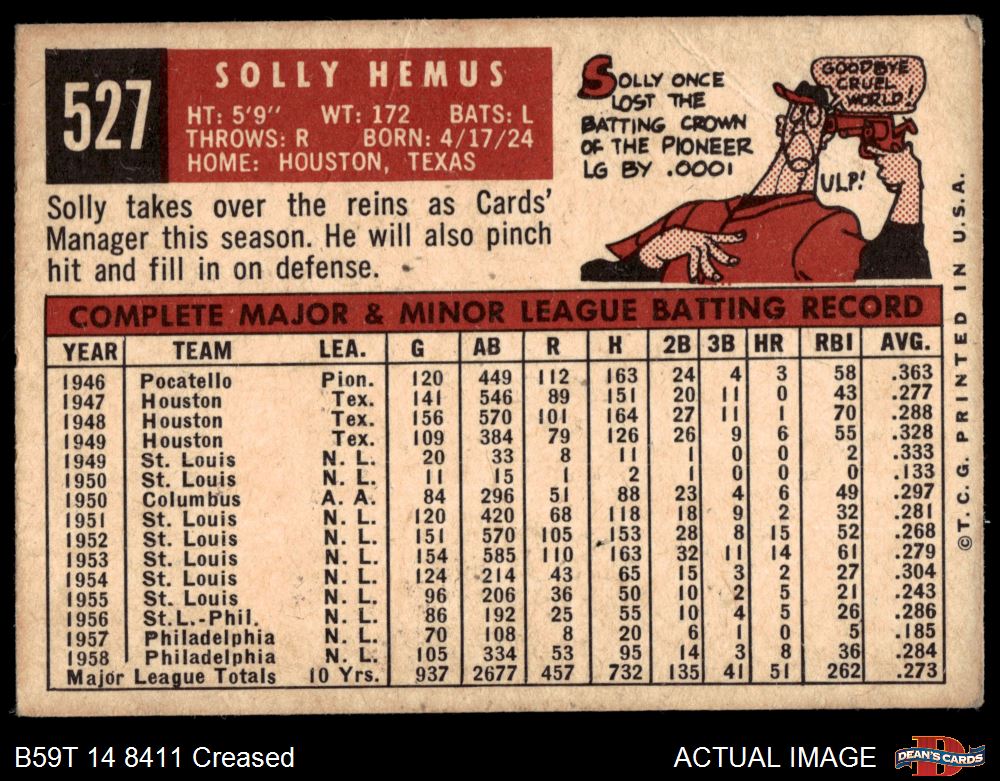 527
SOLLY HEMUS
HT: 5'9" WT: 172 BATS: L
THROWS: R BORN: 4/17/24
HOME: HOUSTON, TEXAS
Solly takes over the reins as Cards'
Manager this season. He will also pinch
hit and fill in on defense.
SOLLY ONCE
LOST THE
BATTING CROWN
OF THE PIONEER
LG BY .0001
GOODBYE
CRUEL
WORLD!
ULP!
COMPLETE MAJOR & MINOR LEAGUE BATTING RECORD
YEAR TEAM LEA. G AB R H 2B 3B HR RBI AVG.
1946 Pocatello Pion. 120 449 112 163 24 4 3 58 .363
1947 Houston Tex. 141 546 89 151 20 11 0 43 .277
1948 Houston Tex. 156 570 101 164 27 11 1 70 .288
1949 Houston Tex. 109 384 79 126 26 9 6 55 .328
1949 St. Louis N. L. 20 33 8 11 1 0 0 2 .333
1950 St. Louis N. L. 11 15 1 2 1 0 0 0 .133
1950 Columbus A. A. 84 296 51 88 23 4 6 49 .297
1951 St. Louis N. L. 120 420 68 118 18 9 2 32 .281
1952 St. Louis N. L. 151 570 105 153 28 8 15 52 .268
1953 St. Louis N. L. 154 585 110 163 32 11 14 61 .279
1954 St. Louis N. L. 124 214 43 65 15 3 2 27 .304
1955 St. Louis N. L. 96 206 36 50 10 2 5 21 .243
1956 St.L.-Phil. N. L. 86 192 25 55 10 4 5 26 .286
1957 Philadelphia N. L. 70 108 8 20 6 1 0 5 .185
1958 Philadelphia N. L. 105 334 53 95 14 3 8 36 .284
Major League Totals 10 Yrs. 937 2677 457 732 135 41 51 262 .273
©T. C. G. PRINTED IN U.S.A.
B59T 14 8411 Creased
ACTUAL IMAGE
D
DEAN'S CARDS